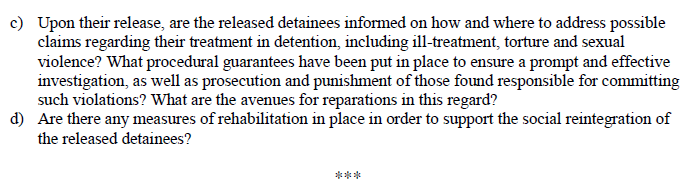 c) Upon their release, are the released detainees informed on how and where to address possible
claims regarding their treatment in detention, including ill-treatment, torture and sexual
violence? What procedural guarantees have been put in place to ensure a prompt and effective
investigation, as well as prosecution and punishment of those found responsible for committing
such violations? What are the avenues for reparations in this regard?
d) Are there any measures of rehabilitation in place in order to support the social reintegration of
the released detainees?
***